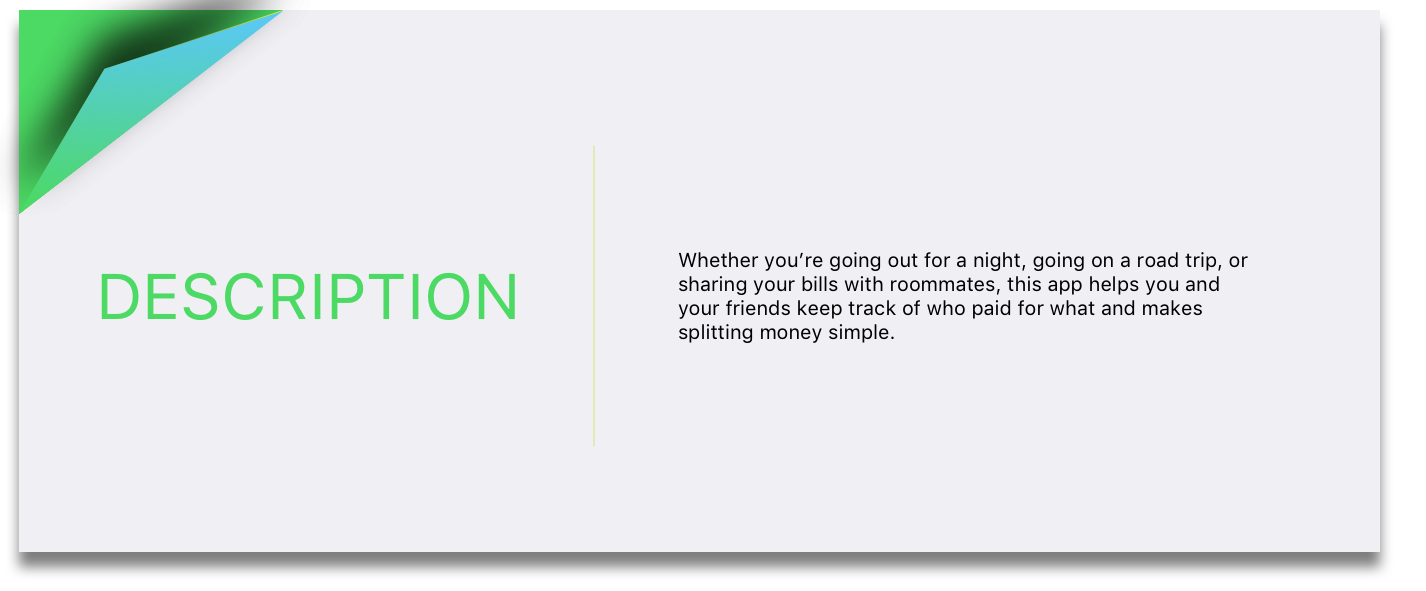 DESCRIPTION
Whether you’re going out for a night, going on a road trip, or
sharing your bills with roommates, this app helps you and
your friends keep track of who paid for what and makes
splitting money simple.